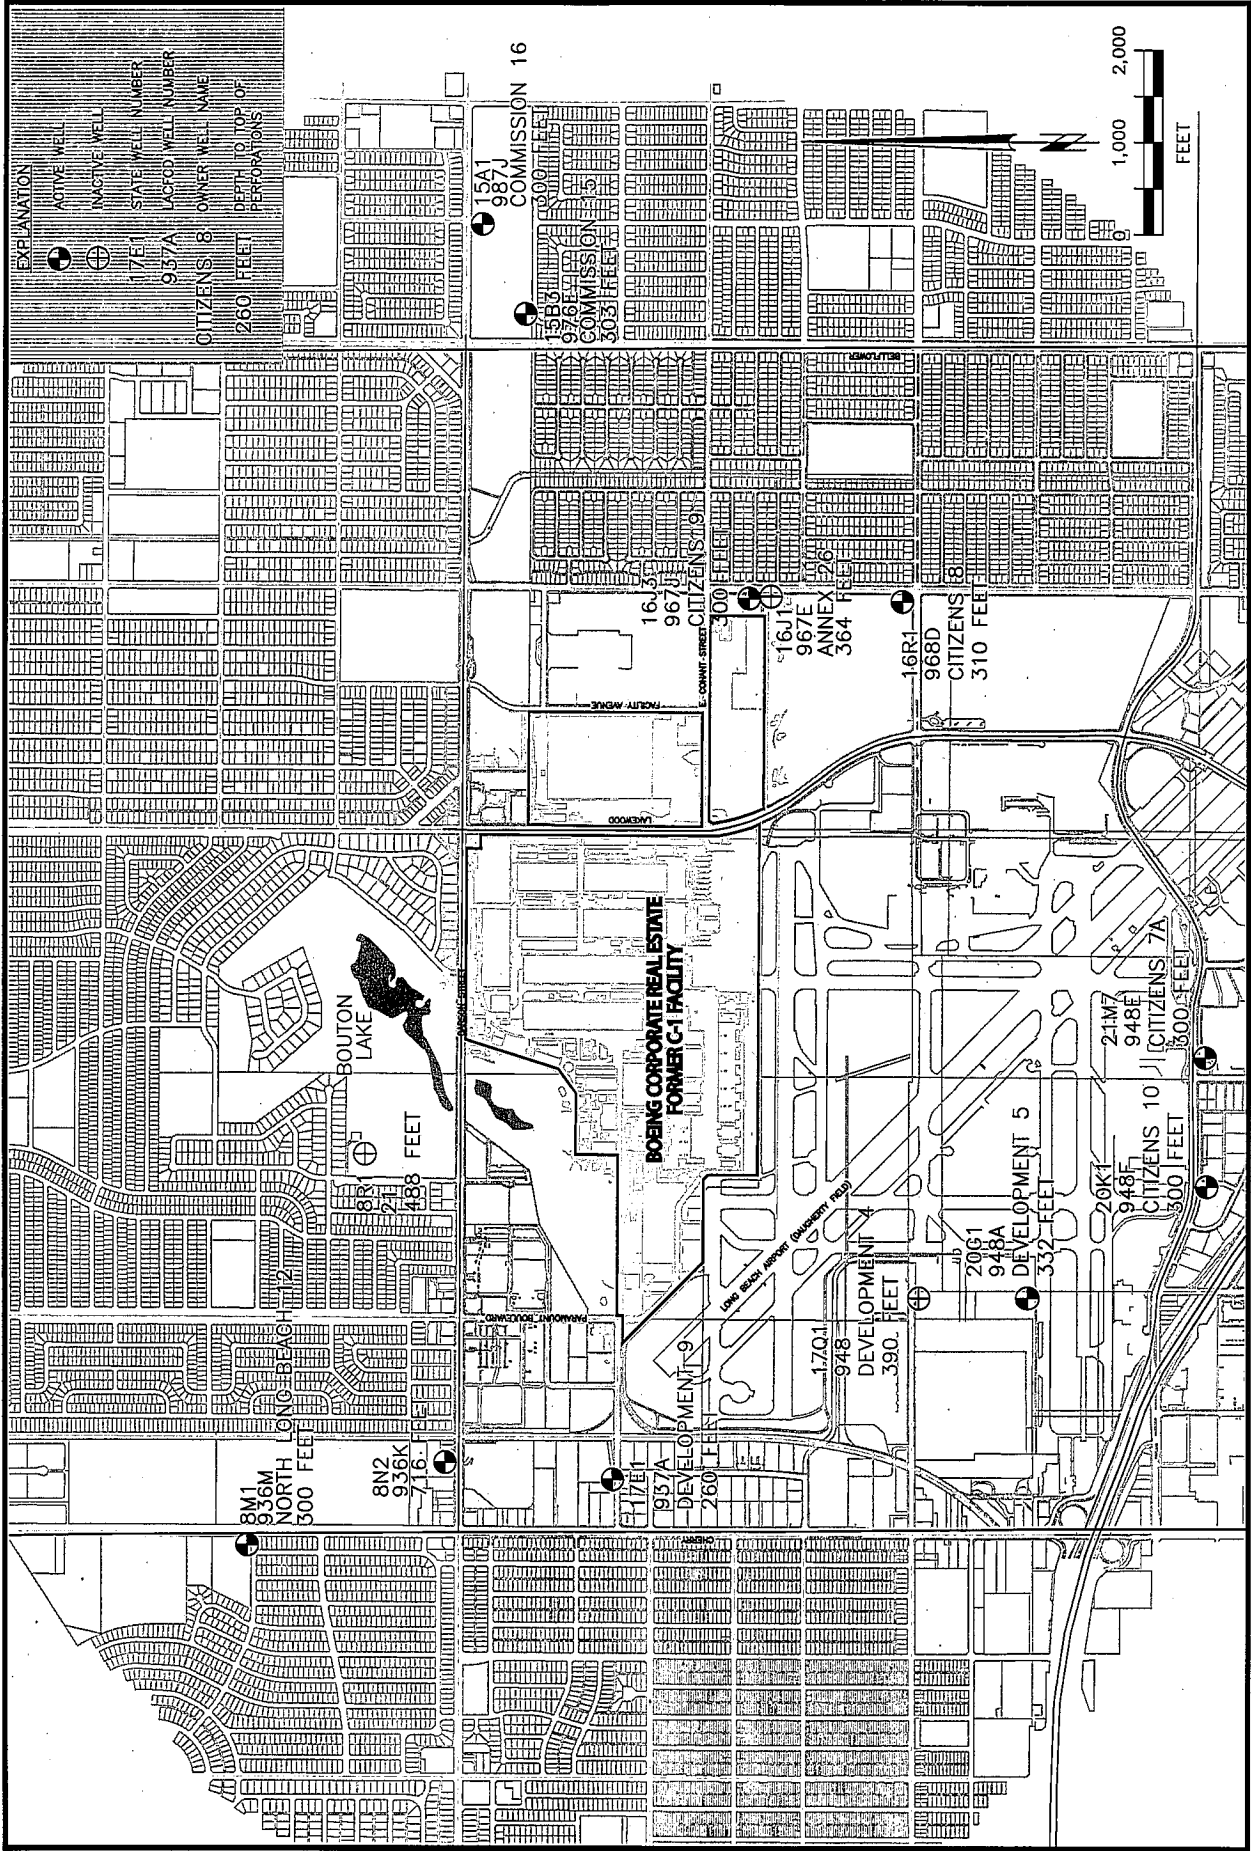 EXPLANATION
ACTIVE WELL
INACTIVE WELL
17E1 STATE WELL NUMBER
937A LACFCD WELL NUMBER
CITIZENS 8 OWNER WELL NAME
260 FEET DEPTH TO TOP OF
PERFORATIONS
8M1
936M
NORTH LONG BEACH 12
300 FEET
8N2
936K
716 FEET
8R1
21
488 FEET
BOUTON
LAKE
15A1
987J
COMMISSION 16
300 FEET
15B3
976E
COMMISSION 15
303 FEET
16J3
967J
CITIZENS 9
300 FEET
16J1
967E
ANNEX 26
364 FEET
16R1
968D
CITIZENS 8
310 FEET
17E1
937A
DEVELOPMENT 9
260 FEET
17Q1
948
DEVELOPMENT 4
390 FEET
20G1
948A
DEVELOPMENT 5
332 FEET
20K1
948F
CITIZENS 10
300 FEET
21M7
948E
CITIZENS 7A
300 FEET
BOEING CORPORATE REAL ESTATE
FORMER C-1 FACILITY
LONG BEACH AIRPORT (DAUGHERTY FIELD)
CHERRY
PARAMOUNT BOULEVARD
LAKEWOOD
FACILITY AVENUE
E. CONANT STREET
BELLFLOWER
0 1,000 2,000
FEET